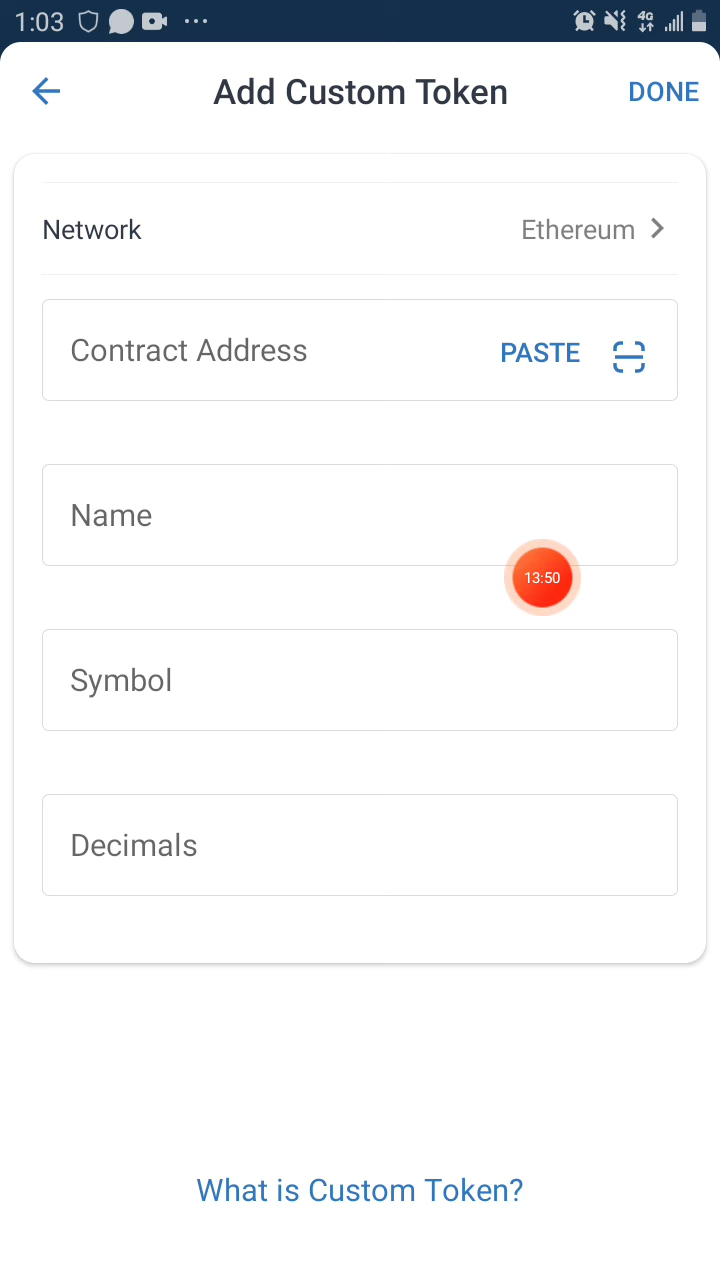 1:03
4G
Add Custom Token
DONE
Network
Ethereum
Contract Address
PASTE
Name
13:50
Symbol
Decimals
What is Custom Token?